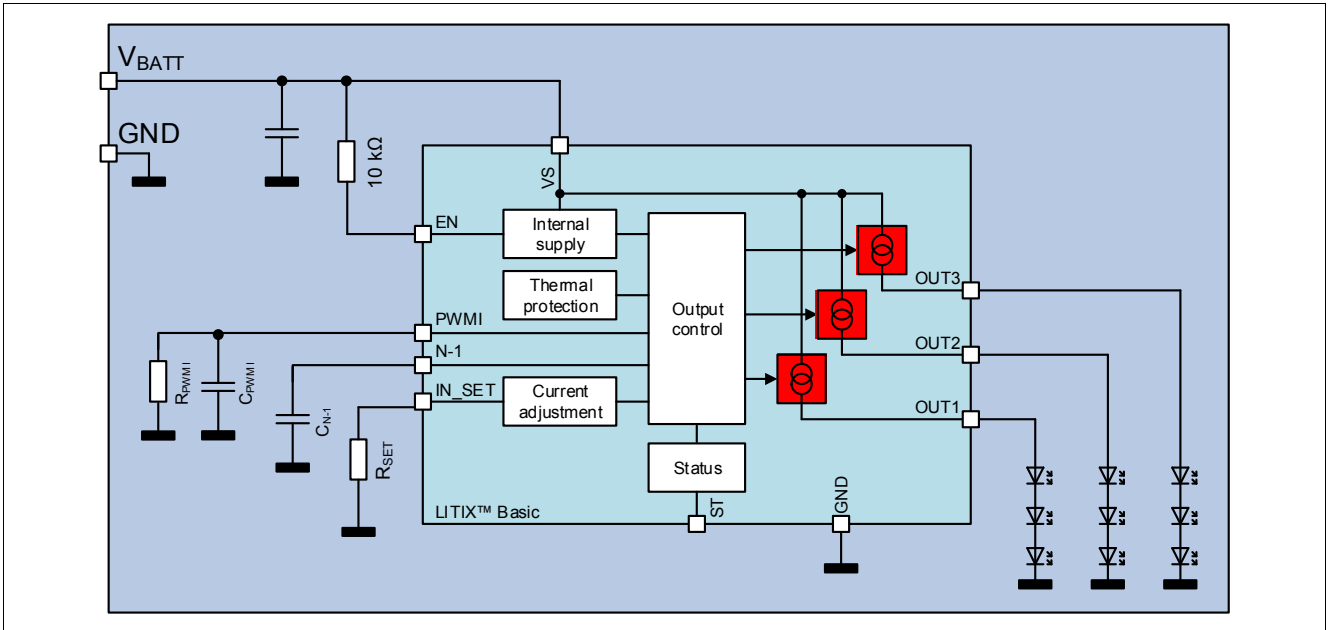 VBATT
GND
10 kΩ
VS
EN
Internal
supply
Thermal
protection
Output
control
OUT3
PWMI
OUT2
N-1
IN_SET
Current
adjustment
OUT1
RPWMI
CPWMI
CN-1
RSET
Status
ST
GND
LITIX™ Basic